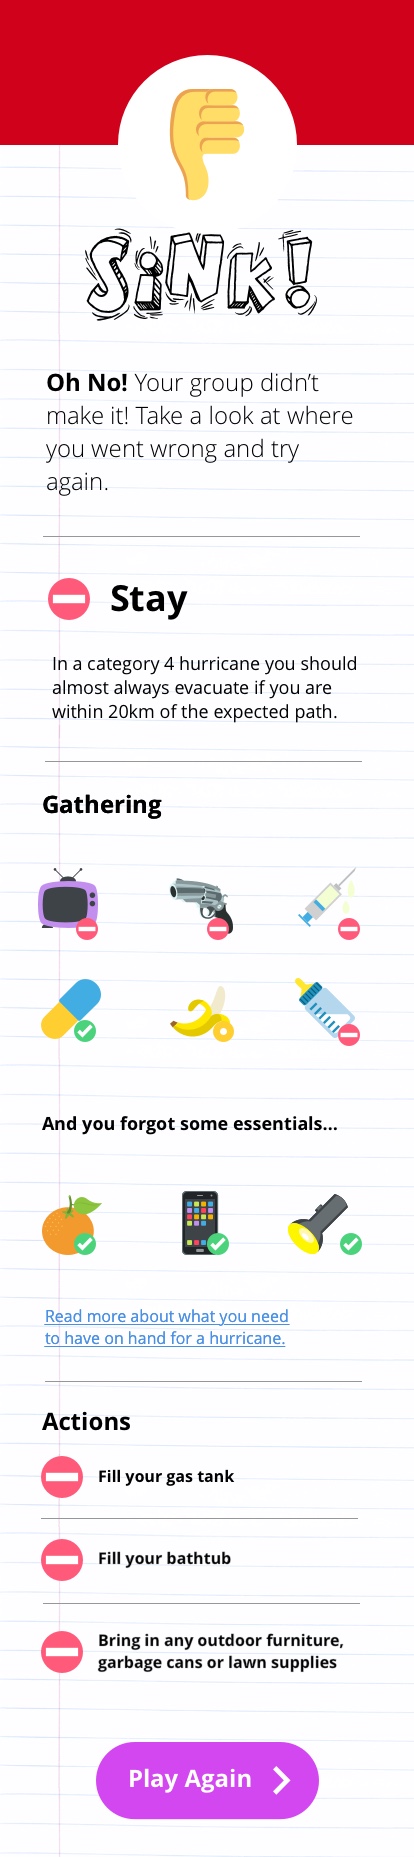 SiNK!
Oh No! Your group didn't
make it! Take a look at where
you went wrong and try
again.
Stay
In a category 4 hurricane you should
almost always evacuate if you are
within 20km of the expected path.
Gathering
And you forgot some essentials...
Read more about what you need
to have on hand for a hurricane.
Actions
Fill your gas tank
Fill your bathtub
Bring in any outdoor furniture,
garbage cans or lawn supplies
Play Again